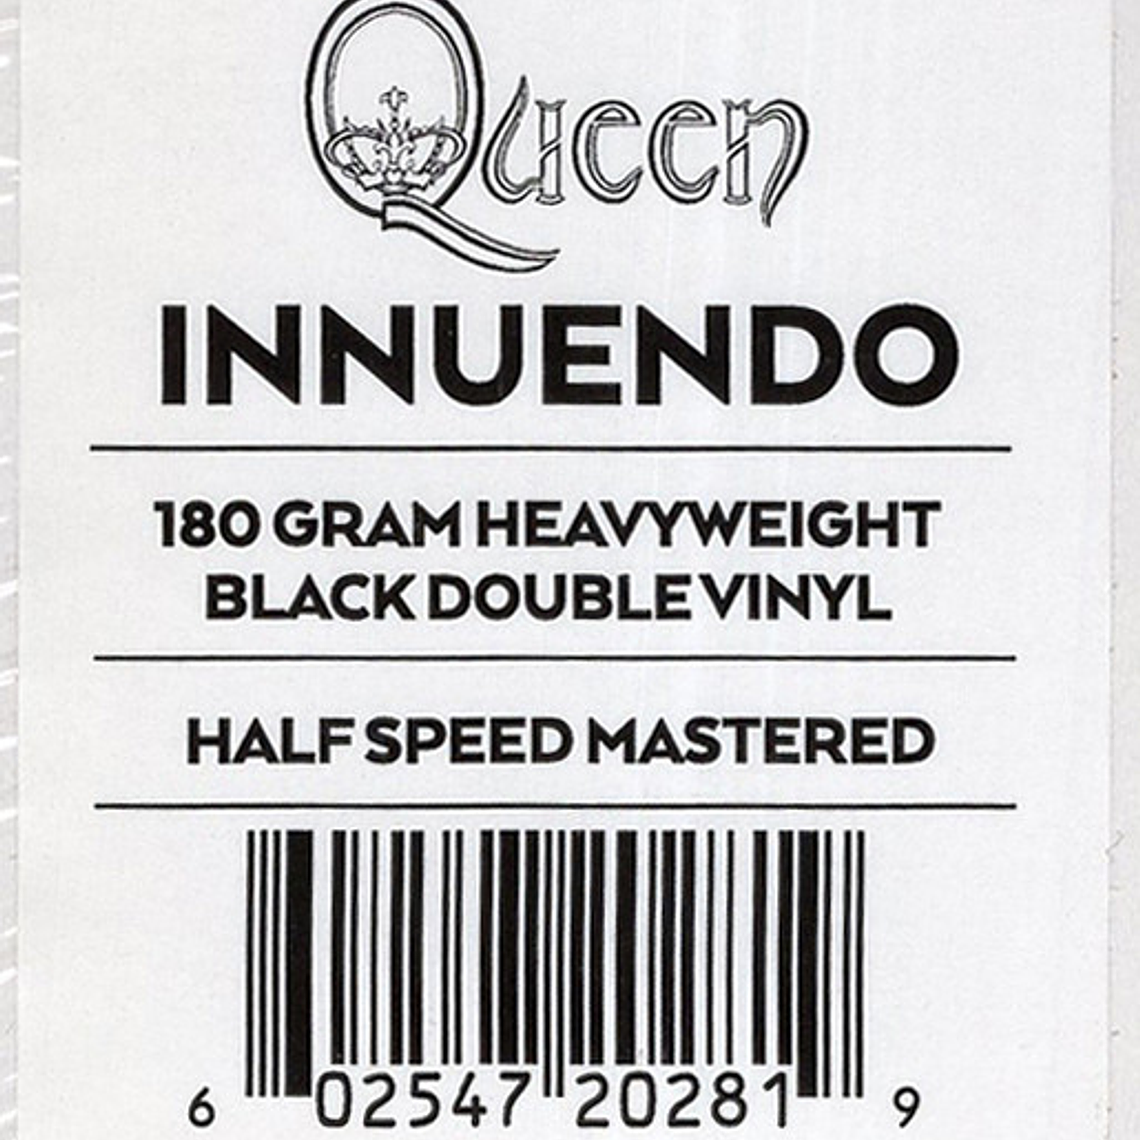 Queen
INNUENDO
180 GRAM HEAVYWEIGHT
BLACK DOUBLE VINYL
HALF SPEED MASTERED
6 02547 20281 9